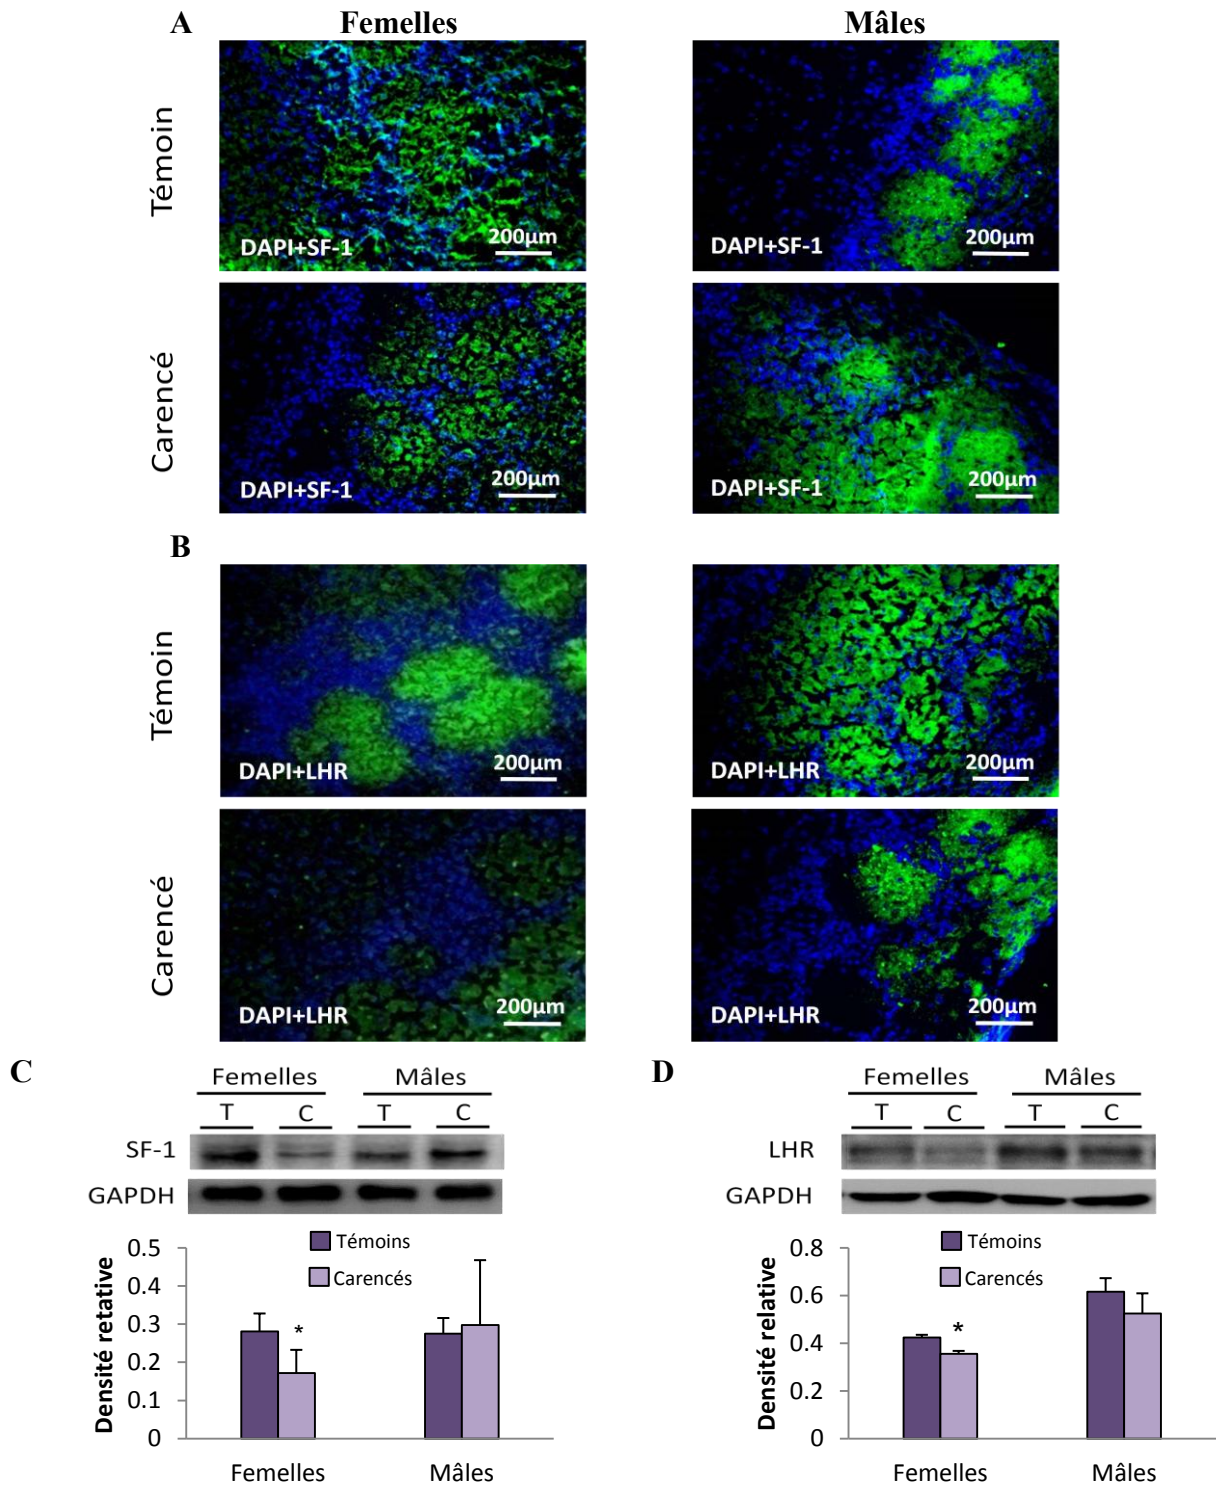 A
Femelles
Mâles
Témoin
DAPI+SF-1
200µm
DAPI+SF-1
200µm
Carencé
DAPI+SF-1
200µm
DAPI+SF-1
200µm
B
Témoin
DAPI+LHR
200µm
DAPI+LHR
200µm
Carencé
DAPI+LHR
200µm
DAPI+LHR
200µm
C
Femelles
Mâles
T
C
T
C
SF-1
GAPDH
Témoins
Carencés
Densité retative
0.5
0.4
0.3
0.2
0.1
0
*
Femelles
Mâles
D
Femelles
Mâles
T
C
T
C
LHR
GAPDH
Témoins
Carencés
Densité relative
0.8
0.6
0.4
0.2
0
*
Femelles
Mâles